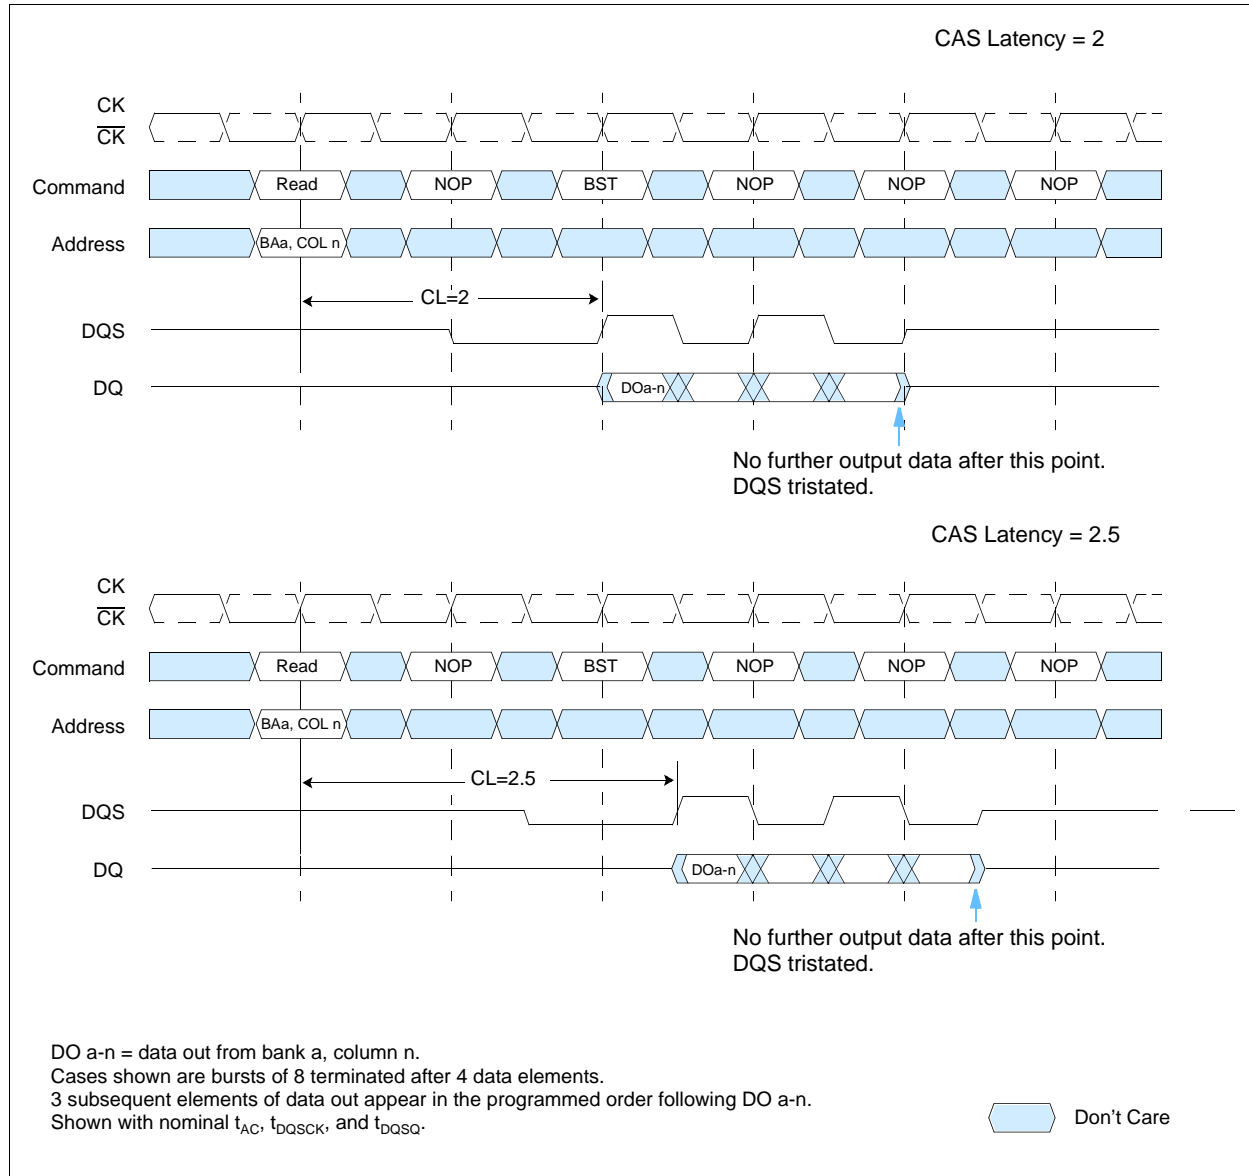 CAS Latency = 2
CK
CK
Command
Read
NOP
BST
NOP
NOP
NOP
Address
BAa, COL n
CL=2
DQS
DQ
DOa-n
No further output data after this point.
DQS tristated.
CAS Latency = 2.5
CK
CK
Command
Read
NOP
BST
NOP
NOP
NOP
Address
BAa, COL n
CL=2.5
DQS
DQ
DOa-n
No further output data after this point.
DQS tristated.
DO a-n = data out from bank a, column n.
Cases shown are bursts of 8 terminated after 4 data elements.
3 subsequent elements of data out appear in the programmed order following DO a-n.
Shown with nominal tAC, tDQSCK, and tDQSQ.
Don't Care